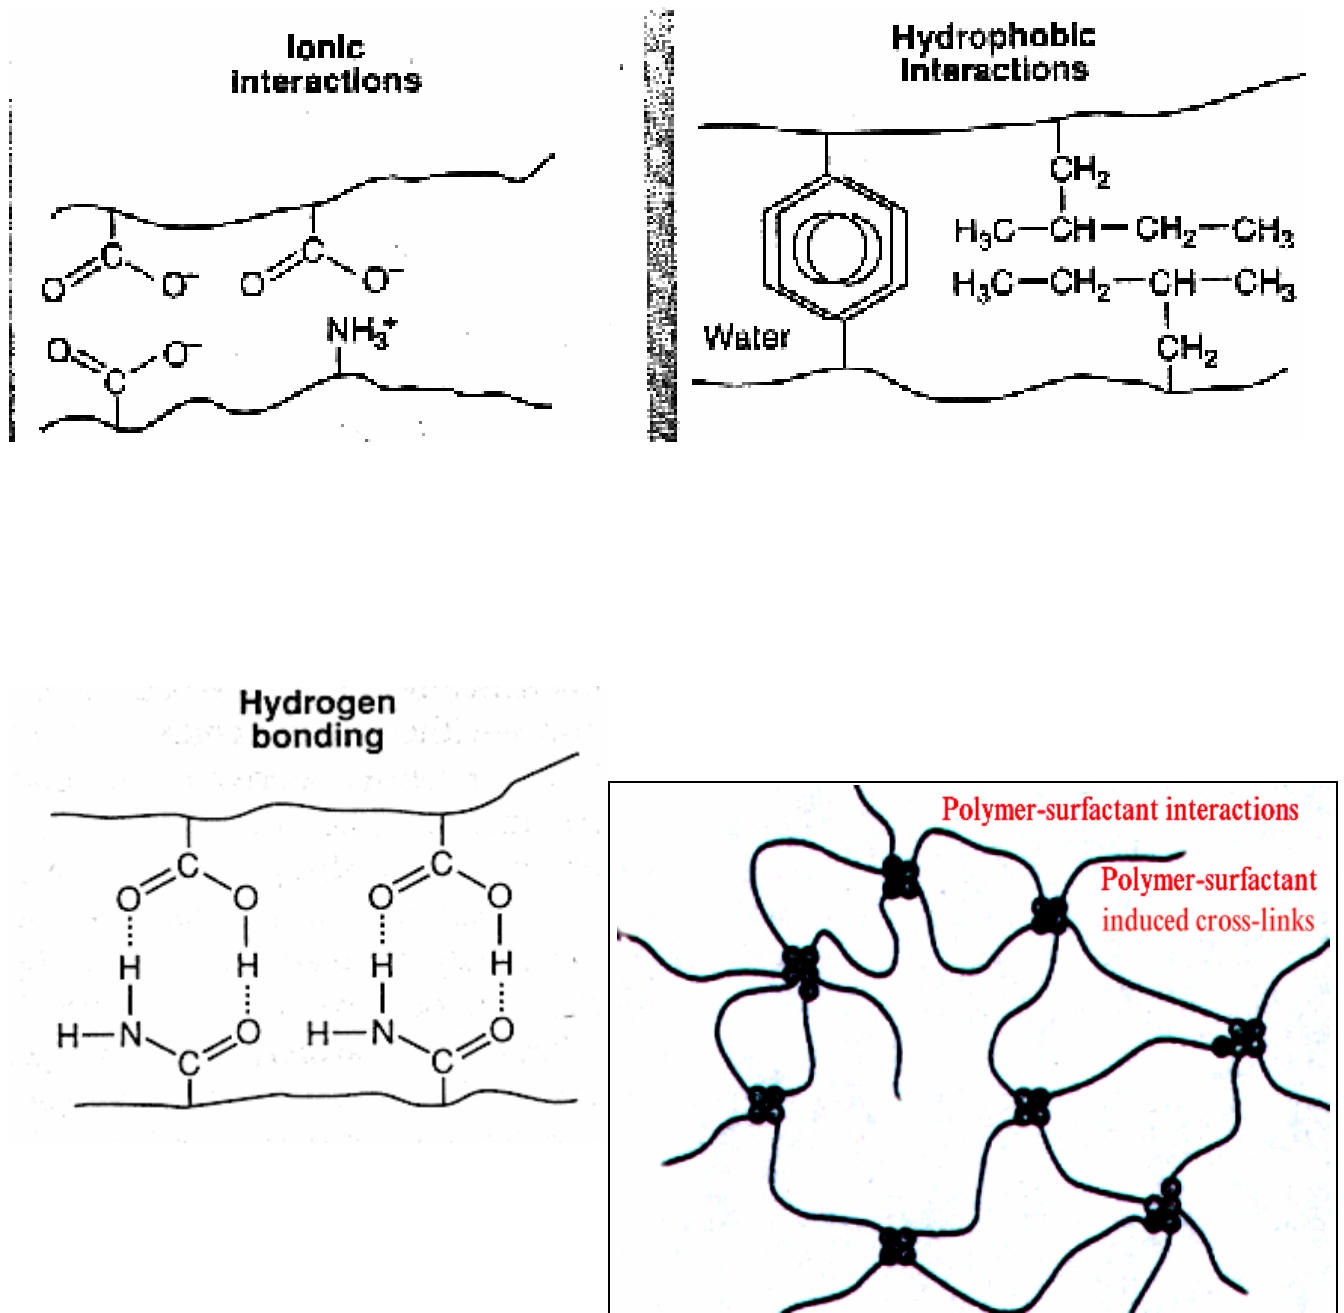 Ionic
interactions
C
C
O
O⁻
O
O⁻
NH₃⁺
O
O⁻
C
Hydrophobic
Interactions
CH₂
H₃C—CH—CH₂—CH₃
H₃C—CH₂—CH—CH₃
Water
CH₂
Hydrogen
bonding
C
C
O
O
O
O
H
H
H
H
H—N
O
H—N
O
C
C
Polymer-surfactant interactions
Polymer-surfactant
induced cross-links